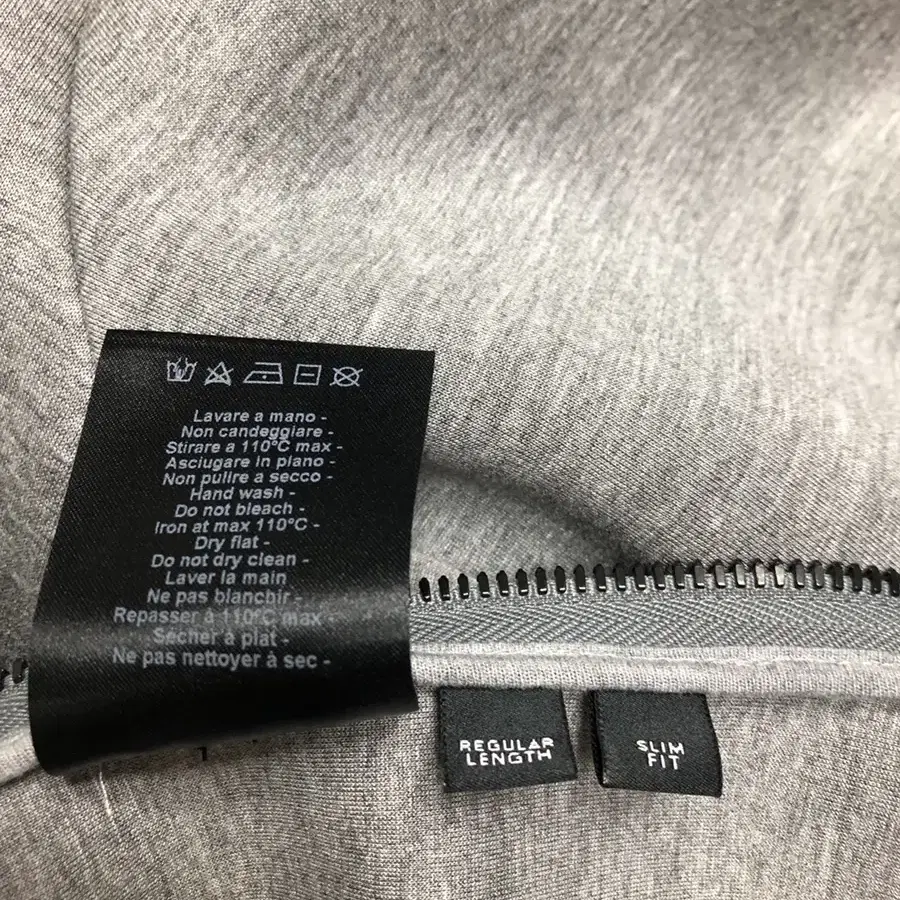 Lavare a mano -
Non candeggiare -
Stirare a 110°C max -
Asciugare in piano -
Non pulire a secco -
Hand wash -
Do not bleach -
Iron at max 110°C -
Dry flat -
Do not dry clean -
Laver la main
Ne pas blanchir -
Repasser à 110°C max -
Sécher à plat -
Ne pas nettoyer à sec -
REGULAR
LENGTH
SLIM
FIT